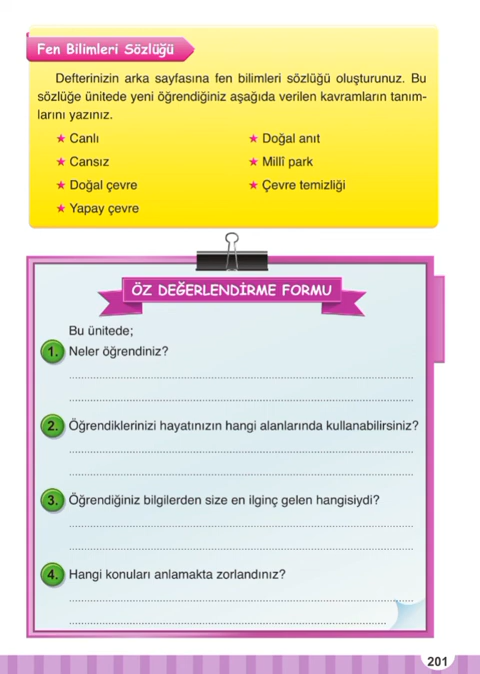 Fen Bilimleri Sözlüğü
Defterinizin arka sayfasına fen bilimleri sözlüğü oluşturunuz. Bu
sözlüğe ünitede yeni öğrendiğiniz aşağıda verilen kavramların tanım-
larını yazınız.
★ Canlı
★ Cansız
★ Doğal çevre
★ Yapay çevre
★ Doğal anıt
★ Millî park
★ Çevre temizliği
ÖZ DEĞERLENDİRME FORMU
Bu ünitede;
1. Neler öğrendiniz?
2. Öğrendiklerinizi hayatınızın hangi alanlarında kullanabilirsiniz?
3. Öğrendiğiniz bilgilerden size en ilginç gelen hangisiydi?
4. Hangi konuları anlamakta zorlandınız?
201